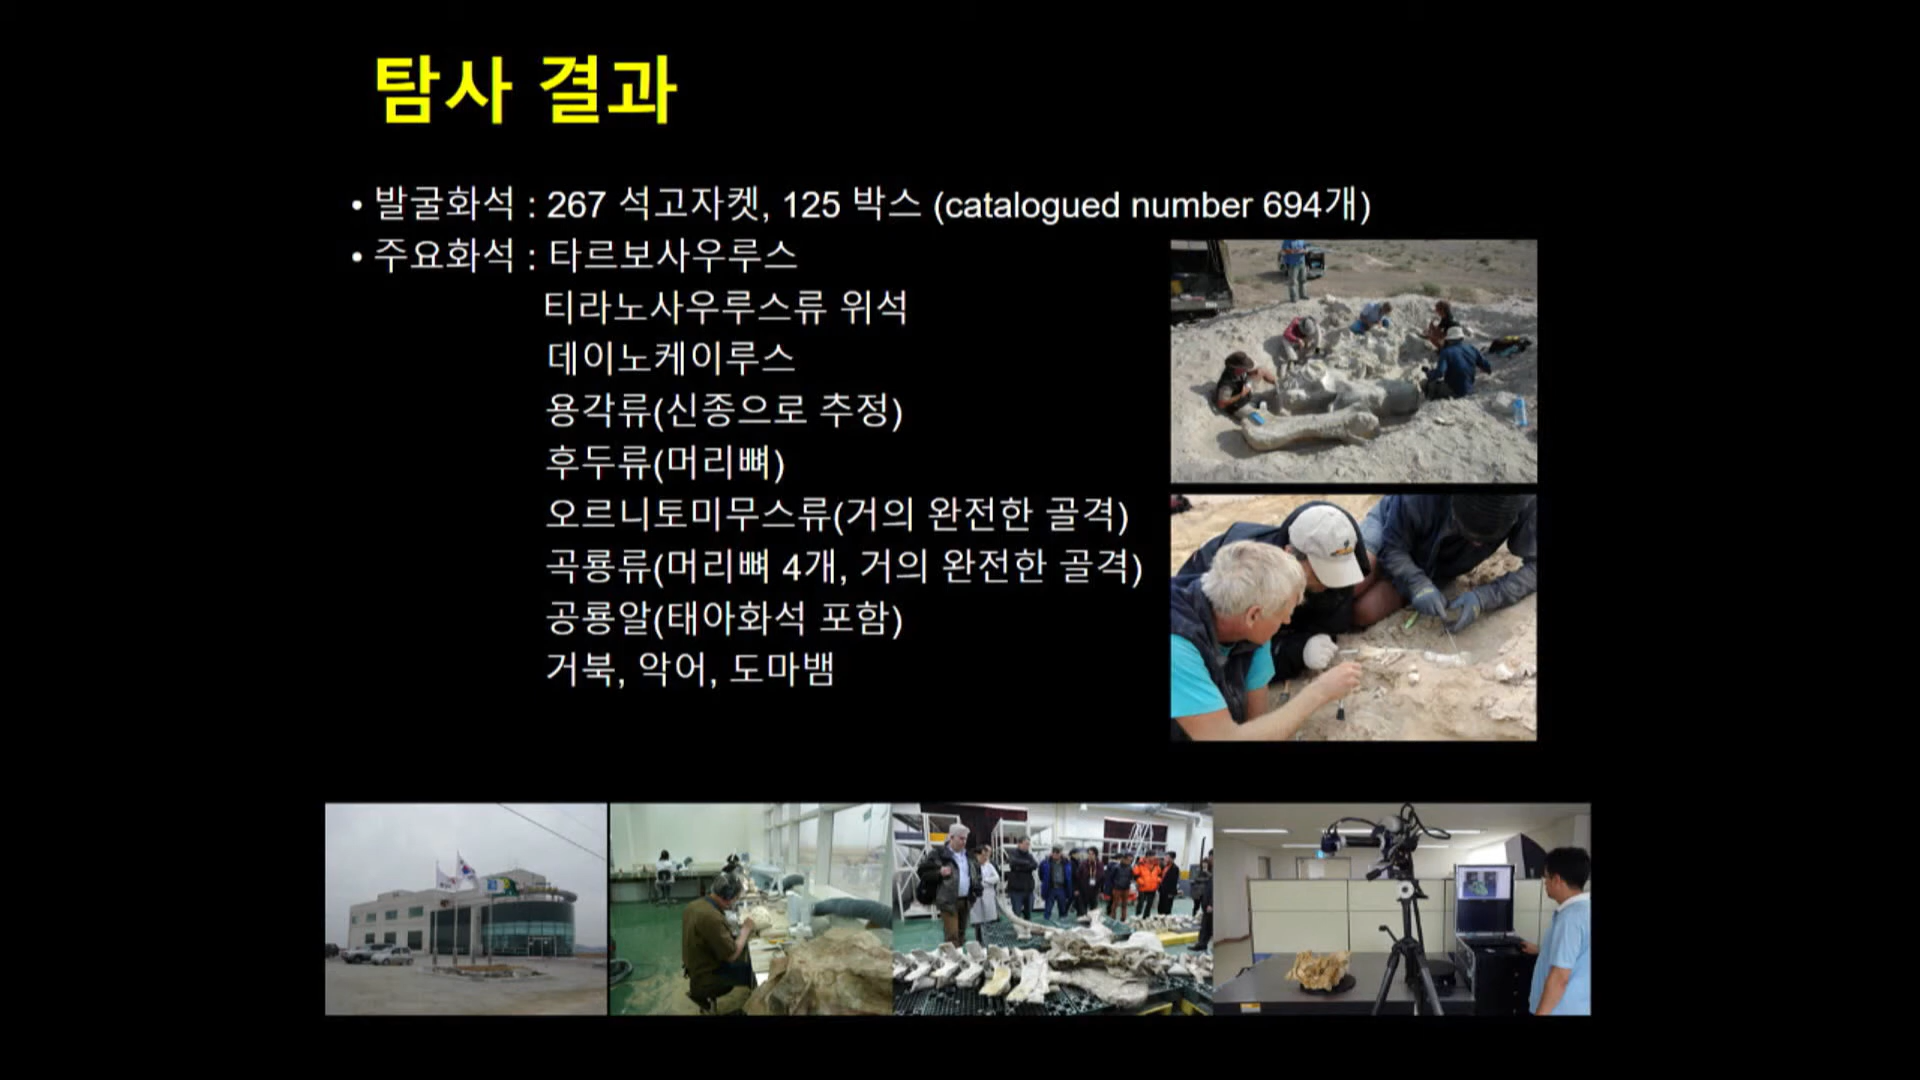 탐사 결과
• 발굴화석 : 267 석고자켓, 125 박스 (catalogued number 694개)
• 주요화석 : 타르보사우루스
티라노사우루스류 위석
데이노케이루스
용각류(신종으로 추정)
후두류(머리뼈)
오르니토미무스류(거의 완전한 골격)
곡룡류(머리뼈 4개, 거의 완전한 골격)
공룡알(태아화석 포함)
거북, 악어, 도마뱀